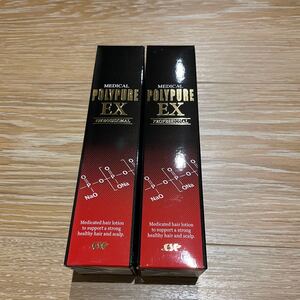 MEDICAL
POLYPURE
EX
PROFESSIONAL
O O
P O P O
ONa
NaO
Medicated hair lotion
to support a strong
healthy hair and scalp.
MEDICAL
POLYPURE
EX
PROFESSIONAL
O O
P O P O
ONa
NaO
Medicated hair lotion
to support a strong
healthy hair and scalp.